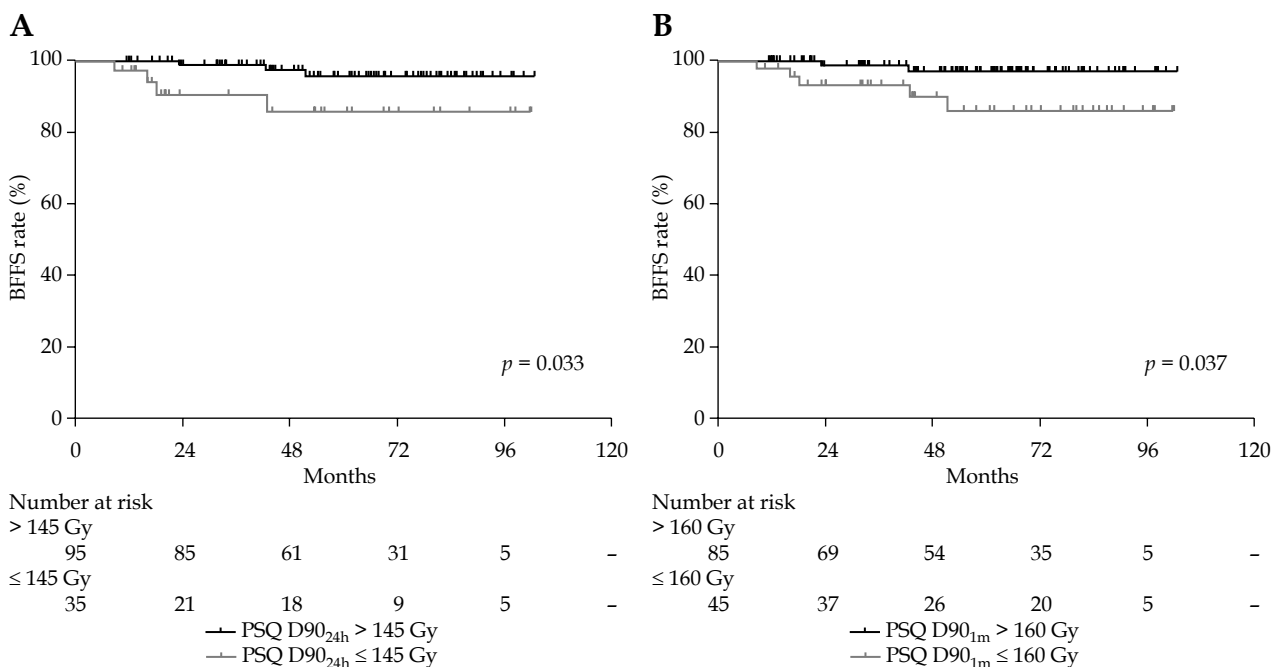 A
BFFS rate (%)
100
80
60
40
20
0
p = 0.033
0 24 48 72 96 120
Months
Number at risk
> 145 Gy
95 85 61 31 5 –
≤ 145 Gy
35 21 18 9 5 –
PSQ D9024h > 145 Gy
PSQ D9024h ≤ 145 Gy
B
BFFS rate (%)
100
80
60
40
20
0
p = 0.037
0 24 48 72 96 120
Months
Number at risk
> 160 Gy
85 69 54 35 5 –
≤ 160 Gy
45 37 26 20 5 –
PSQ D901m > 160 Gy
PSQ D901m ≤ 160 Gy